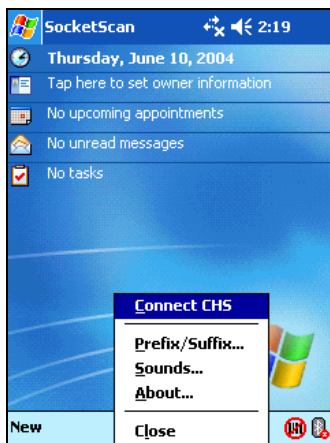 SocketScan 2:19
Thursday, June 10, 2004
Tap here to set owner information
No upcoming appointments
No unread messages
No tasks
Connect CHS
Prefix/Suffix...
Sounds...
About...
Close
New